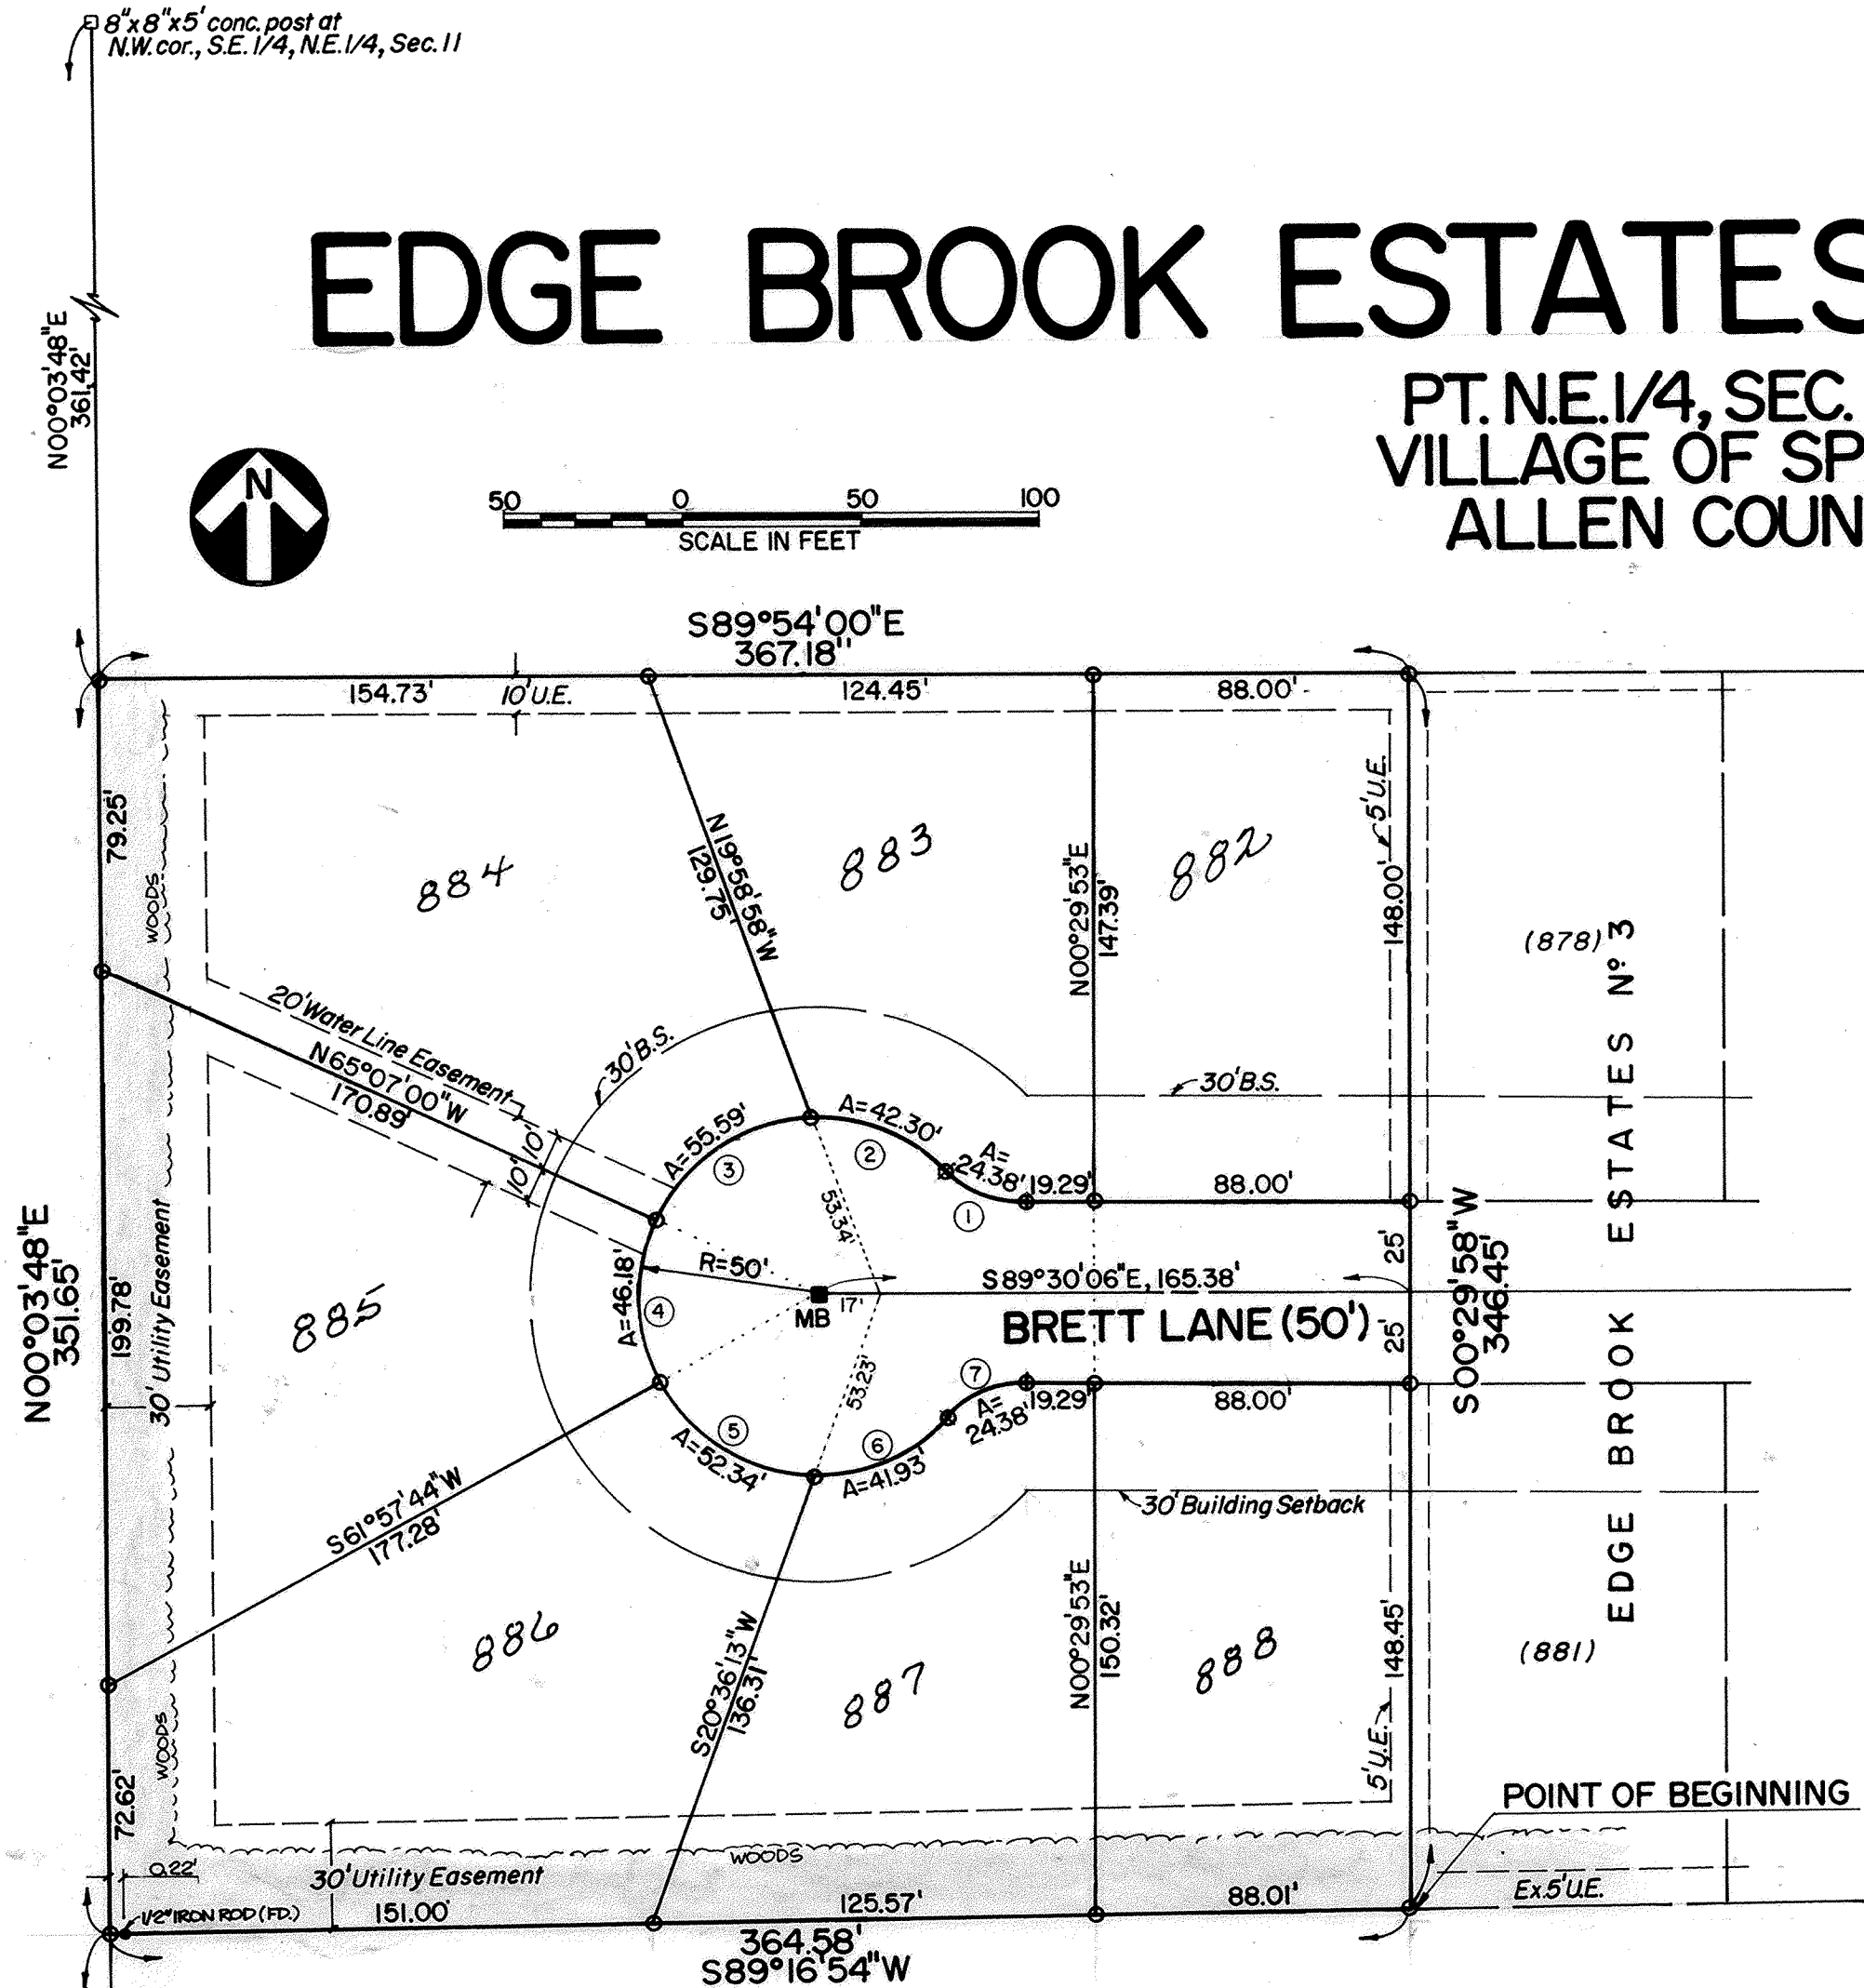 8"x8"x5' conc. post at
N.W. cor., S.E. 1/4, N.E. 1/4, Sec. 11
EDGE BROOK ESTATES
N00°03'48"E
361.42'
PT. N.E. 1/4, SEC.
VILLAGE OF SP
ALLEN COUN
N
50 0 50 100
SCALE IN FEET
S89°54'00"E
367.18''
154.73'
10' U.E.
124.45'
88.00'
79.25'
WOODS
884
N19°58'58"W
129.75'
883
N00°29'53"E
147.39'
882
5' U.E.
148.00'
(878)
EDGE BROOK ESTATES Nº 3
20' Water Line Easement
N65°07'00"W
170.89'
10' 10'
30' B.S.
30' B.S.
A=55.59'
3
A=42.30'
2
A=
24.38'
1
19.29'
88.00'
53.34'
N00°03'48"E
351.65'
199.78'
30' Utility Easement
885
A=46.18'
4
R=50'
MB
17'
S89°30'06"E, 165.38'
BRETT LANE (50')
25'
25'
S00°29'58"W
346.45'
53.23'
7
A=
24.38'
19.29'
88.00'
5
A=52.34'
6
A=41.93'
30' Building Setback
S61°57'44"W
177.28'
886
S20°36'13"W
136.31'
887
N00°29'53"E
150.32'
888
148.45'
5' U.E.
(881)
POINT OF BEGINNING
72.62'
WOODS
0.22'
30' Utility Easement
WOODS
Ex. 5' U.E.
1/2" IRON ROD (FD.)
151.00'
125.57'
88.01'
364.58'
S89°16'54"W